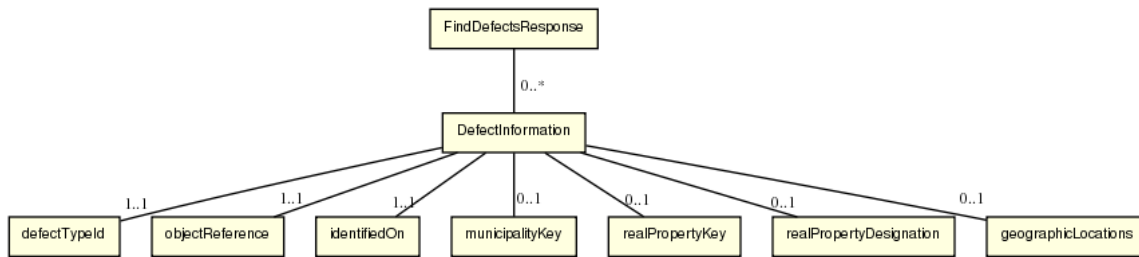 FindDefectsResponse
0..*
DefectInformation
1..1
1..1
1..1
0..1
0..1
0..1
0..1
defectTypeId
objectReference
identifiedOn
municipalityKey
realPropertyKey
realPropertyDesignation
geographicLocations